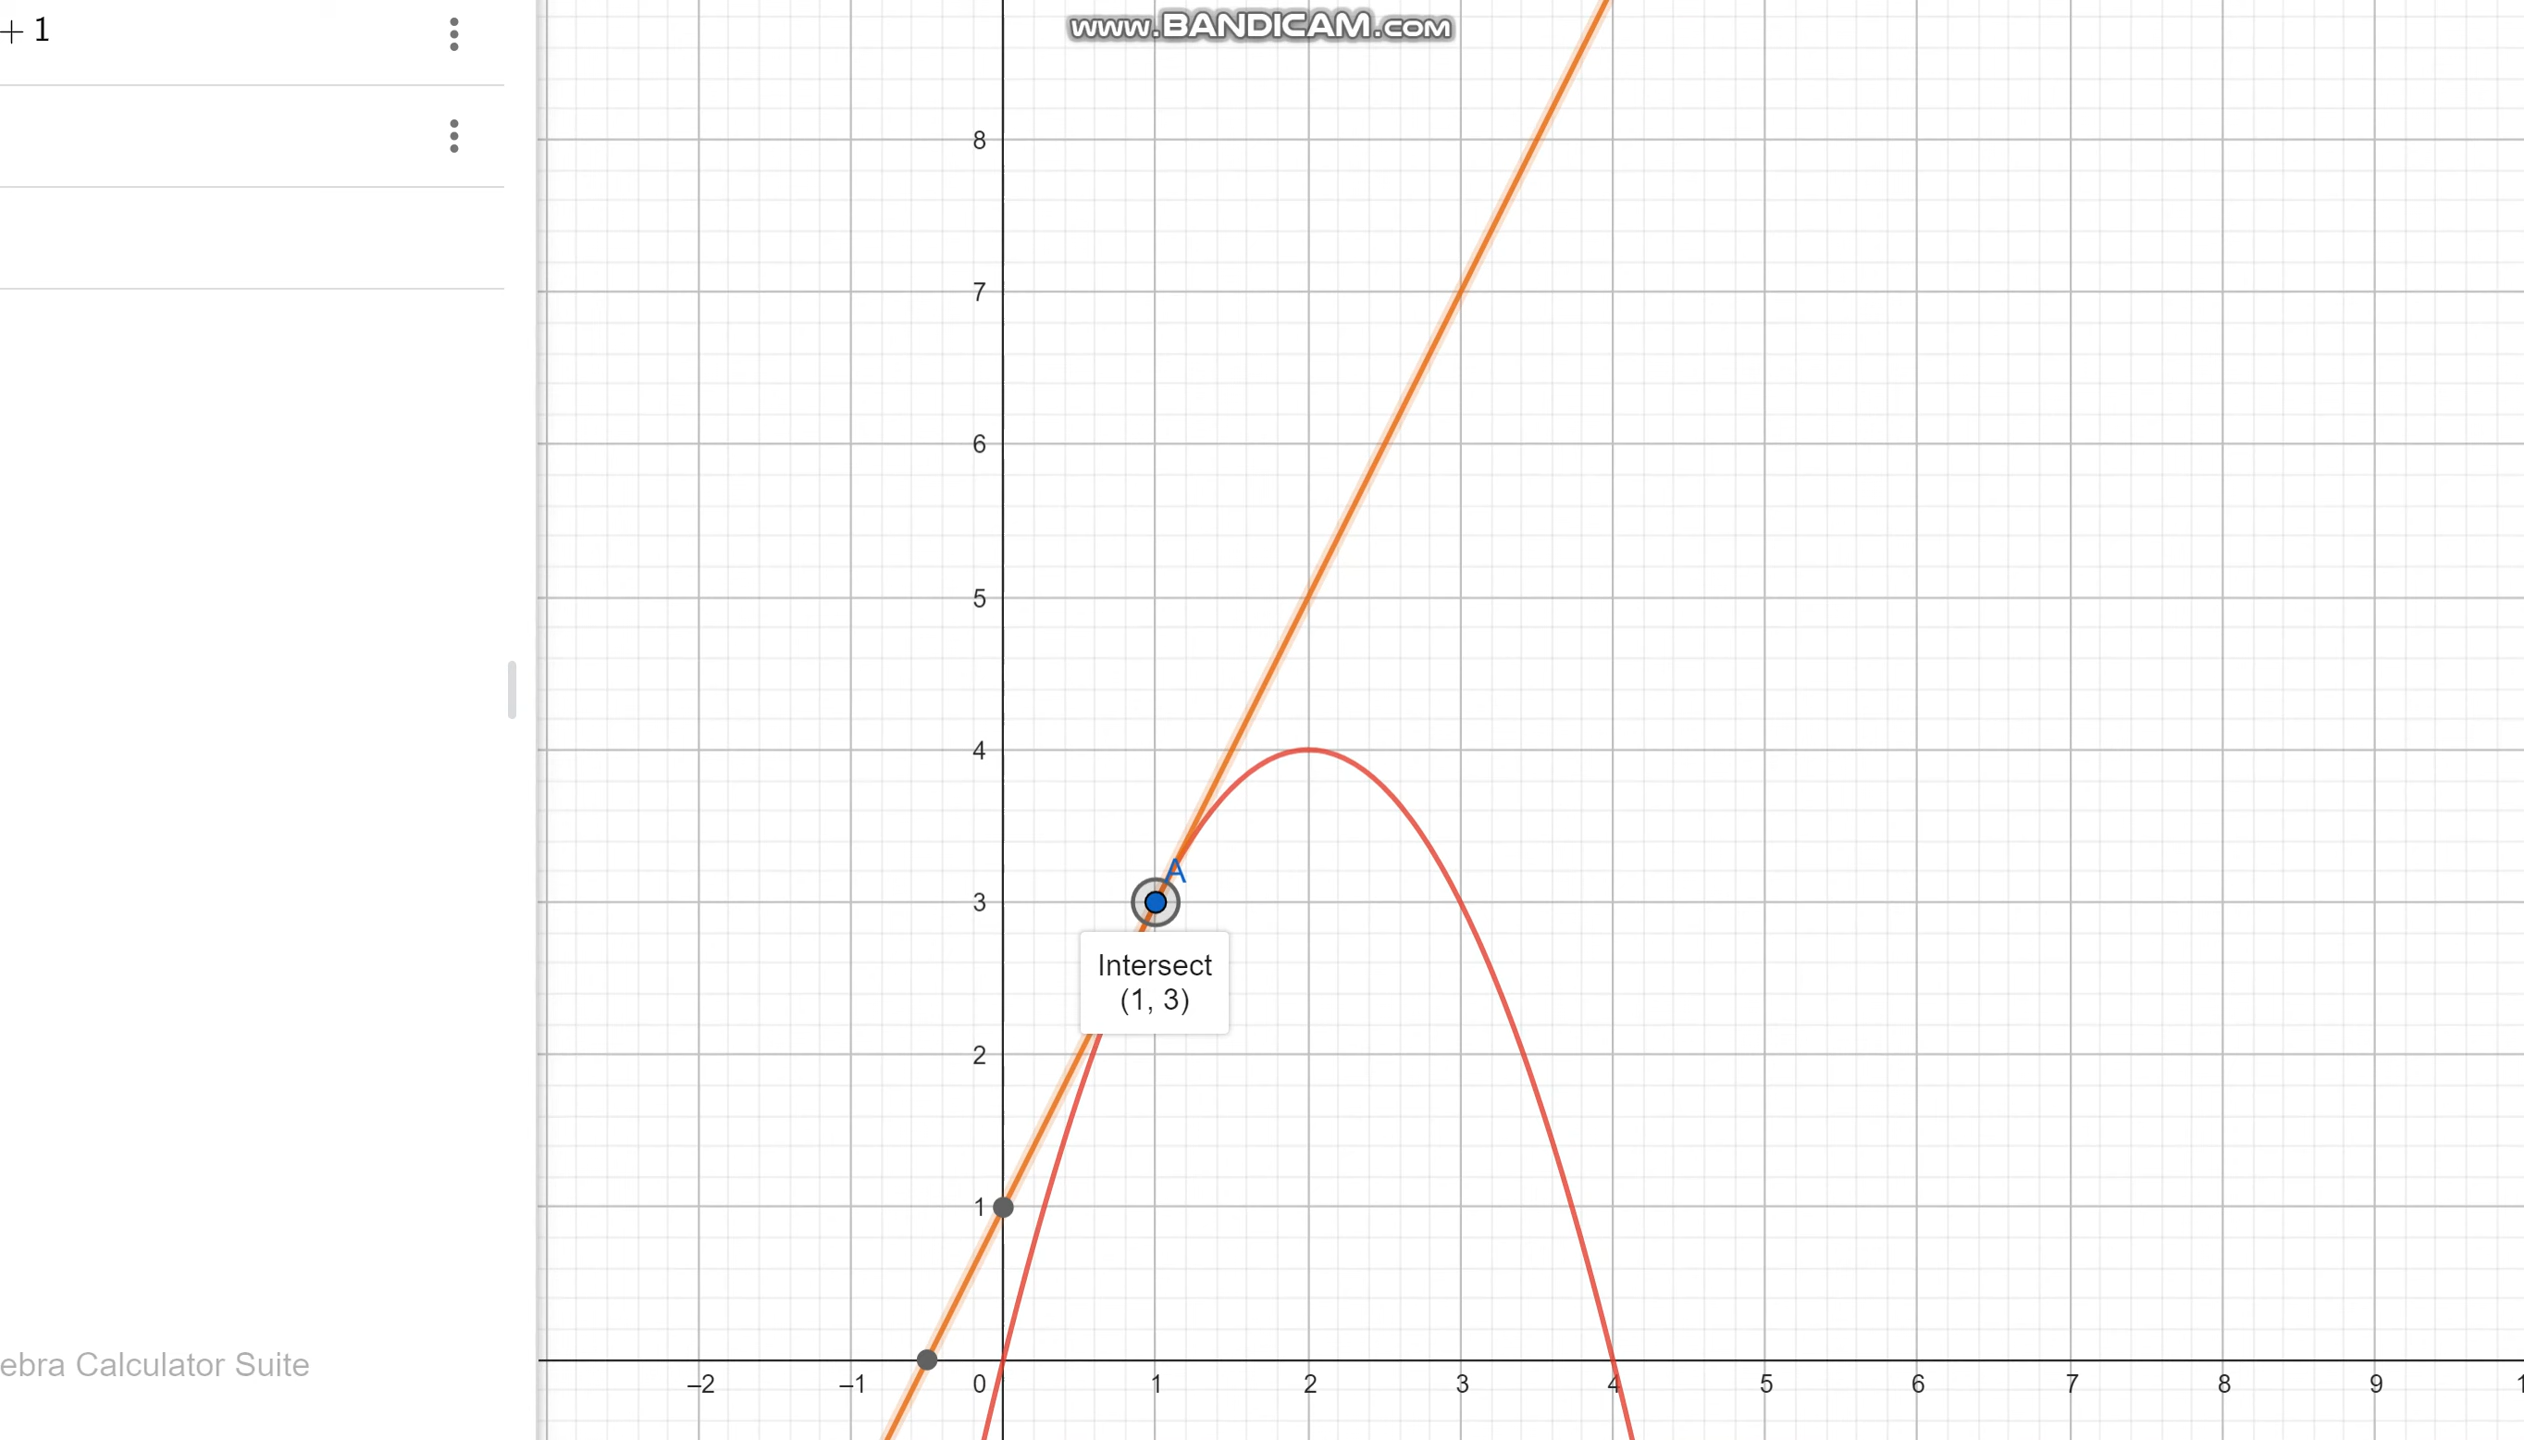 + 1
www.BANDICAM.com
8
7
6
5
4
A
3
Intersect
(1, 3)
2
1
ebra Calculator Suite
–2 –1 0 1 2 3 4 5 6 7 8 9 1